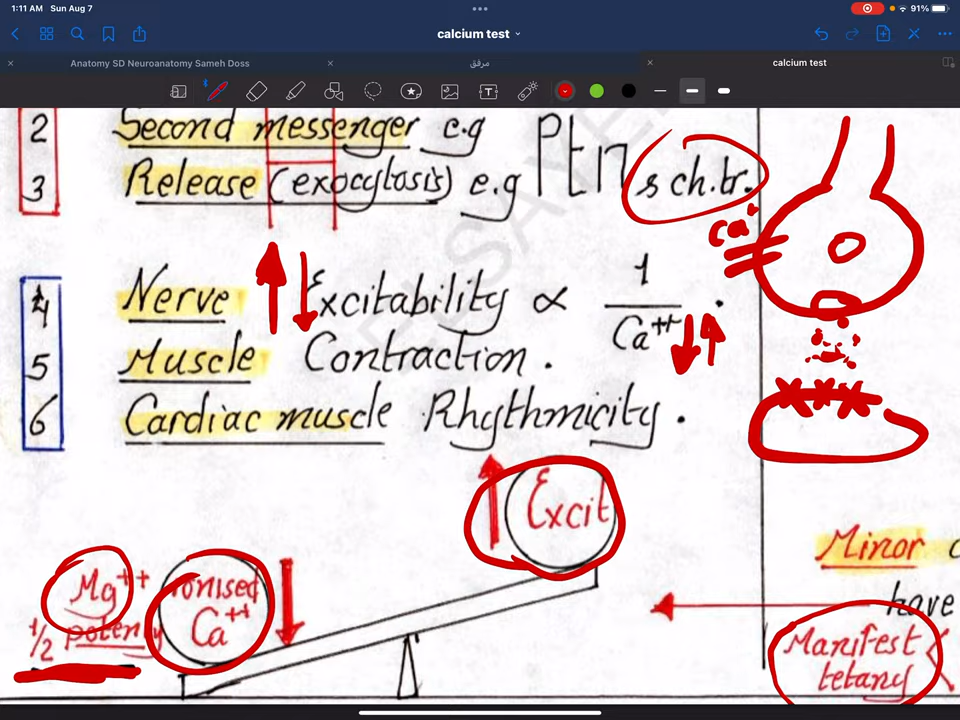 1:11 AM Sun Aug 7
91%
calcium test
Anatomy SD Neuroanatomy Sameh Doss
مرفق
calcium test
2 Second messenger e.g
3 Release (exocytosis) e.g
s ch.tr.
Ca
4 Nerve Excitability ∝ 1/Ca++ .
5 Muscle Contraction .
6 Cardiac muscle Rhythmicity .
Excit
Mg++ ionised
Ca++
1/2 potency
Minor
have
Manifest
tetany